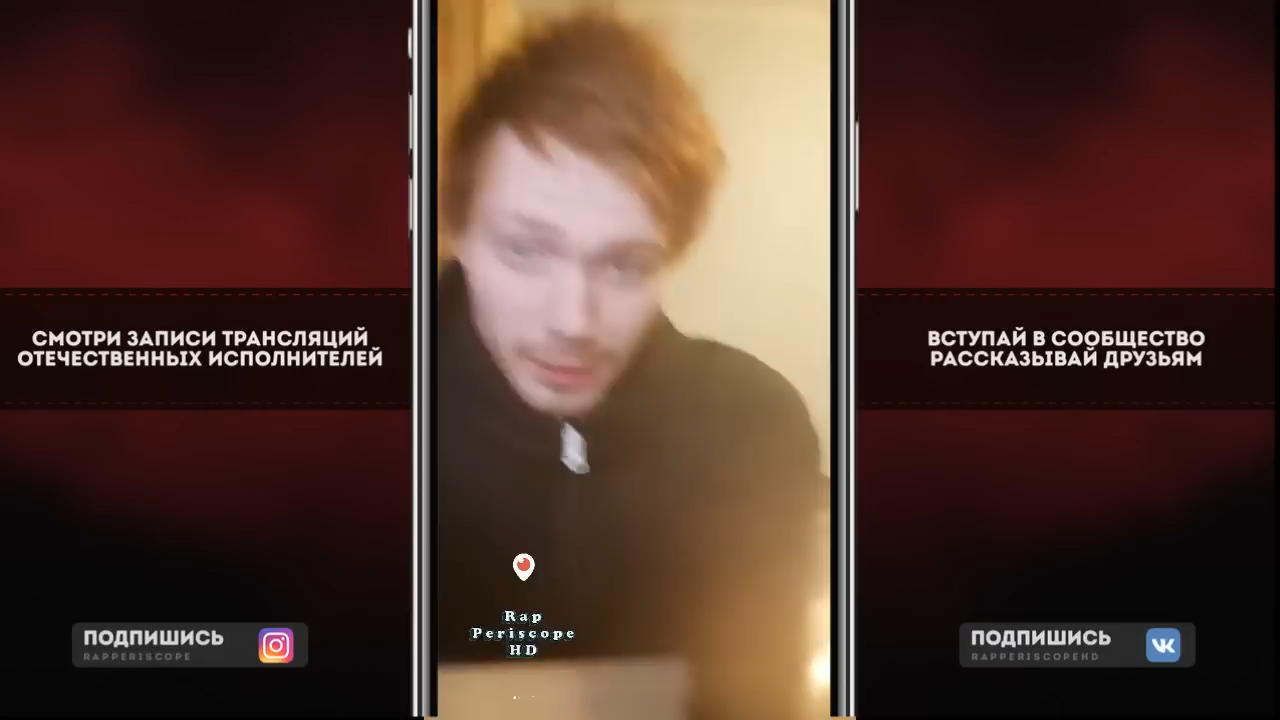 СМОТРИ ЗАПИСИ ТРАНСЛЯЦИЙ
ОТЕЧЕСТВЕННЫХ ИСПОЛНИТЕЛЕЙ
ВСТУПАЙ В СООБЩЕСТВО
РАССКАЗЫВАЙ ДРУЗЬЯМ
Rap
Periscope
HD
ПОДПИШИСЬ
RAPPERISCOPE
ПОДПИШИСЬ
RAPPERISCOPEHD